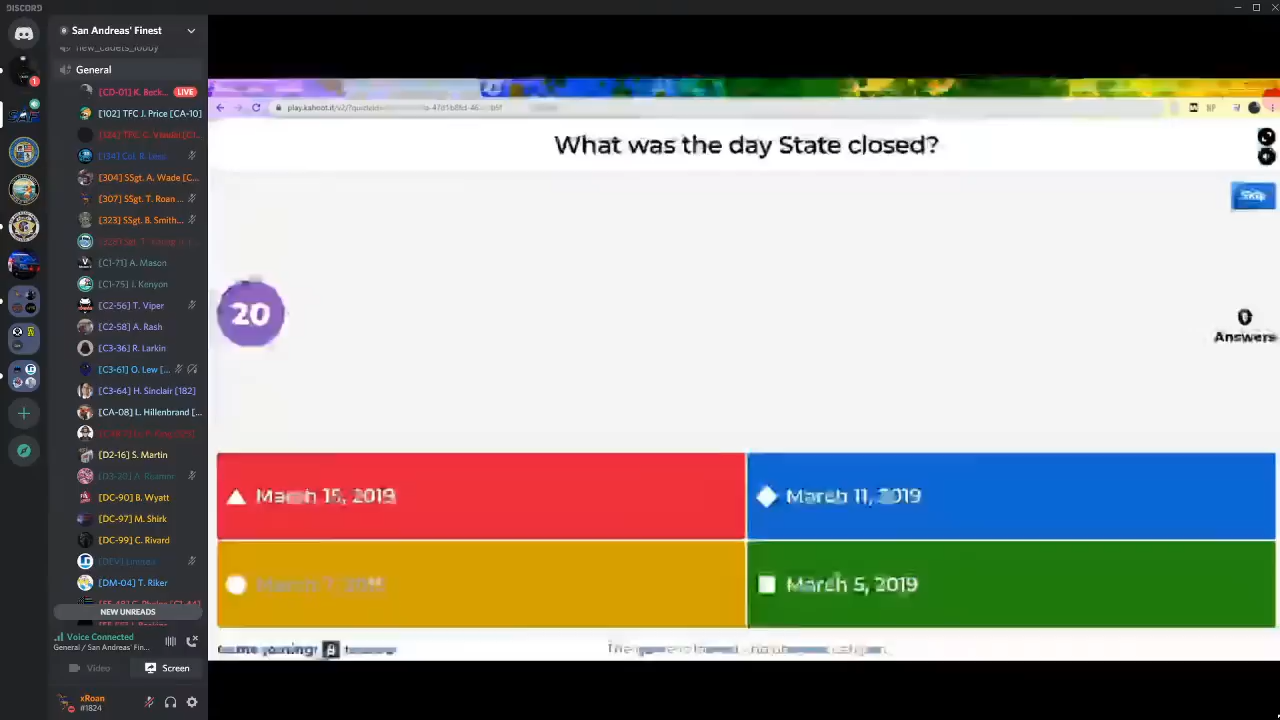 DISCORD
San Andreas' Finest
new_cadets_lobby
General
[CD-01] K. Beck... LIVE
[102] TFC J. Price [CA-10]
[304] SSgt. A. Wade [C...
[307] SSgt. T. Roan ...
[323] SSgt. B. Smith...
[C1-71] A. Mason
[C1-75] J. Kenyon
[C2-56] T. Viper
[C2-58] A. Rash
[C3-36] R. Larkin
[C3-61] O. Lew [...
[C3-64] H. Sinclair [182]
[CA-08] L. Hillenbrand [...
[D2-16] S. Martin
[DC-90] B. Wyatt
[DC-97] M. Shirk
[DC-99] C. Rivard
[DM-04] T. Riker
NEW UNREADS
Voice Connected
General / San Andreas' Fin...
Video Screen
xRoan
#1824
What was the day State closed?
Skip
20
0
Answers
March 15, 2019
March 11, 2019
March 5, 2019